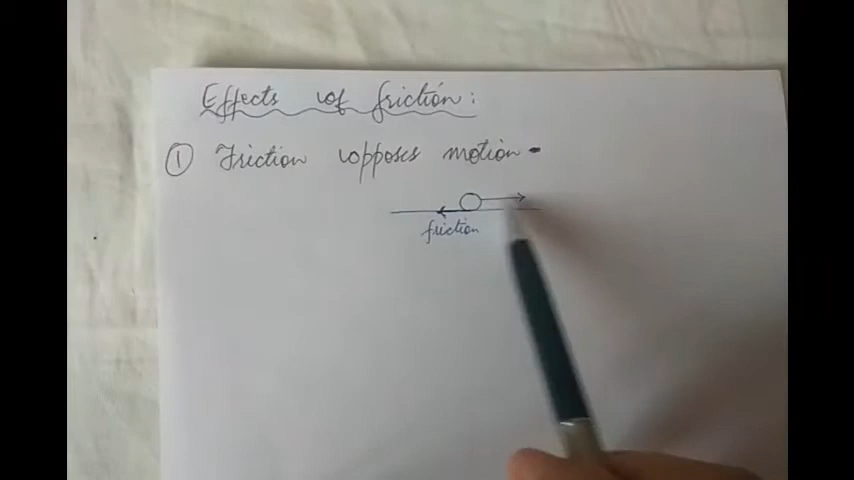 Effects of friction:
① Friction opposes motion.
friction